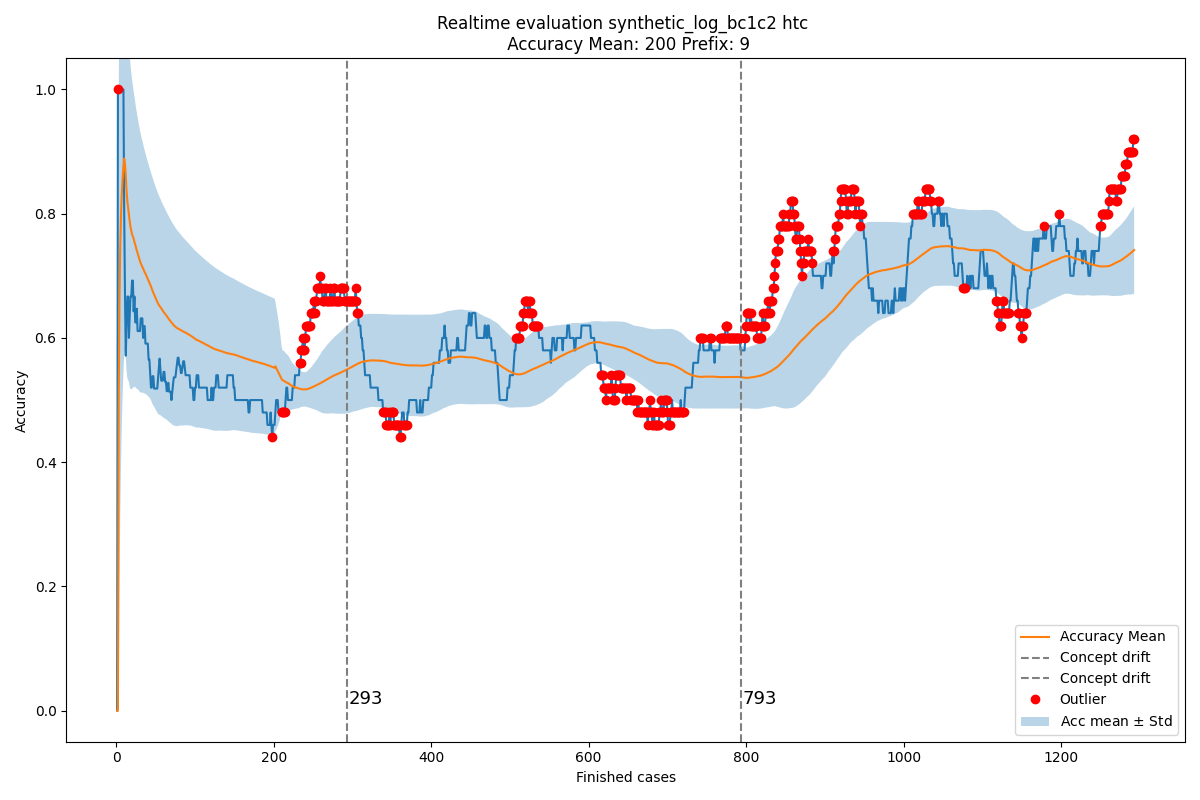 Realtime evaluation synthetic_log_bc1c2 htc
Accuracy Mean: 200 Prefix: 9
Accuracy
1.0
0.8
0.6
0.4
0.2
0.0
293
793
Accuracy Mean
Concept drift
Concept drift
Outlier
Acc mean ± Std
0
200
400
600
800
1000
1200
Finished cases